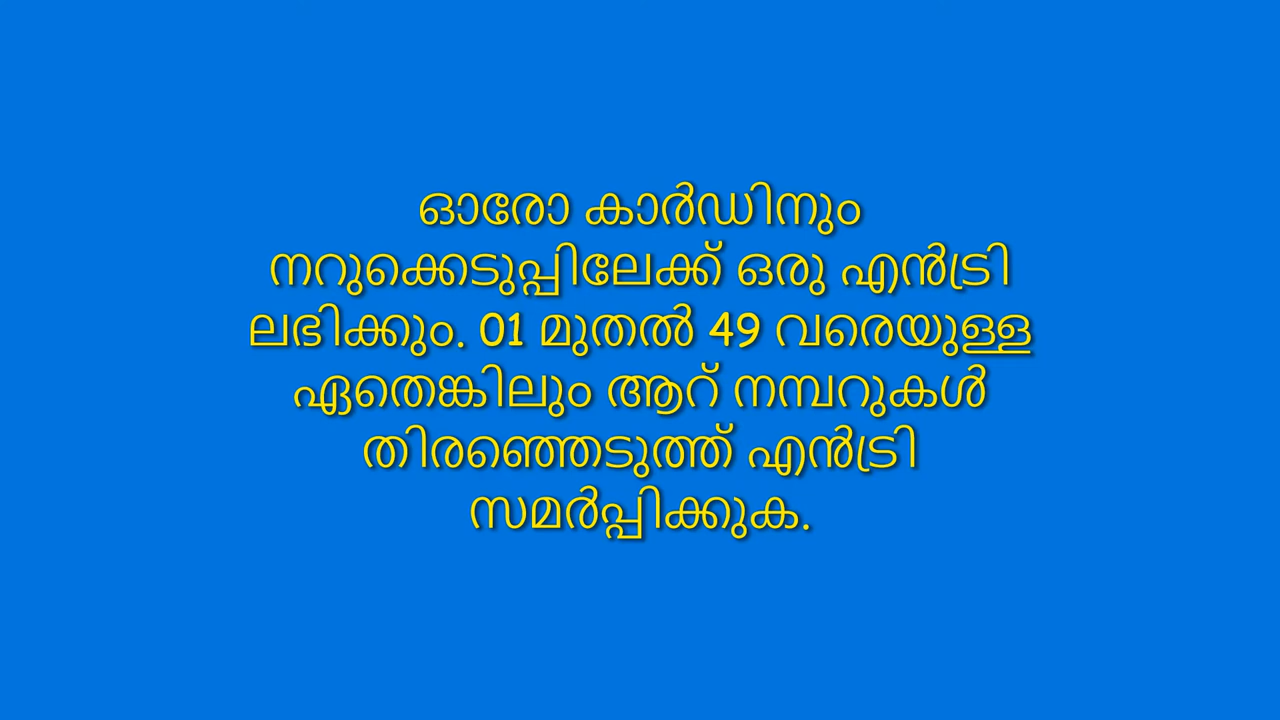 ഓരോ കാർഡിനും
നറുക്കെടുപ്പിലേക്ക് ഒരു എൻട്രി
ലഭിക്കും. 01 മുതൽ 49 വരെയുള്ള
ഏതെങ്കിലും ആറ് നമ്പറുകൾ
തിരഞ്ഞെടുത്ത് എൻട്രി
സമർപ്പിക്കുക.